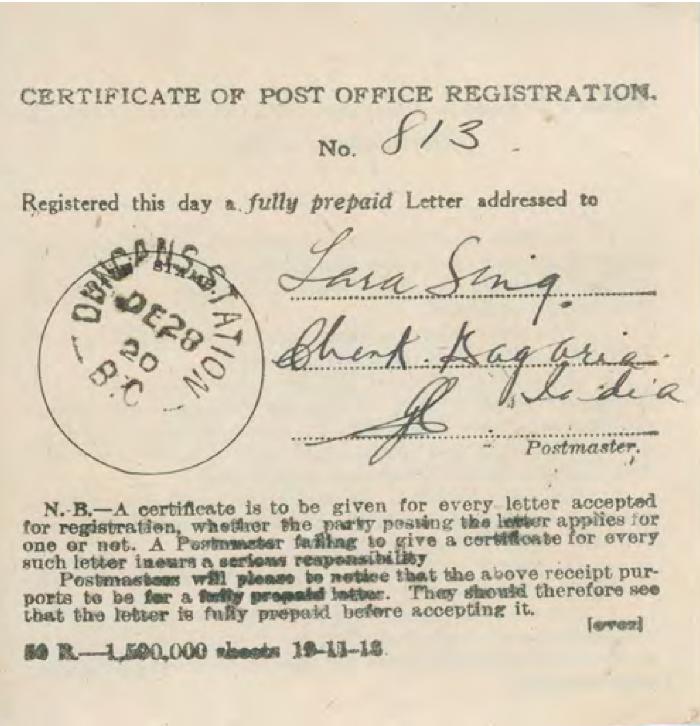 CERTIFICATE OF POST OFFICE REGISTRATION.
No. 813
Registered this day a fully prepaid Letter addressed to
DUNCANS STATION
STAMP.
DE 28
20
B.C
Lara Sing.
India
Postmaster.
N.B.—A certificate is to be given for every letter accepted
for registration, whether the party posting the letter applies for
one or not. A Postmaster failing to give a certificate for every
such letter incurs a serious responsibility
Postmasters will please to notice that the above receipt pur-
ports to be for a fully prepaid letter. They should therefore see
that the letter is fully prepaid before accepting it.
[over]
50 R.—1,500,000 sheets 19-11-18.